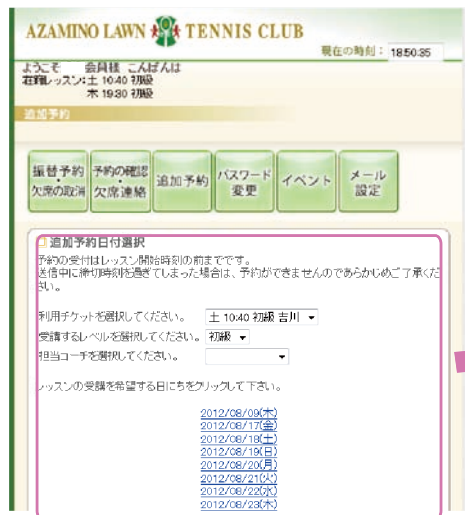 AZAMINO LAWN TENNIS CLUB
現在の時刻： 18:50:35
ようこそ 会員様 こんばんは
在籍レッスン：土 10:40 初級
木 19:30 初級
追加予約
振替予約 予約の確認 追加予約 パスワード イベント メール
欠席の取消 欠席連絡 変更 設定
追加予約日付選択
予約の受付はレッスン開始時刻の前までです。
送信中に締切時刻を過ぎてしまった場合は、予約ができませんのであらかじめご了承くだ
さい。
利用チケットを選択してください。 土 10:40 初級 吉川
受講するレベルを選択してください。 初級
担当コーチを選択してください。
レッスンの受講を希望する日にちをクリックして下さい。
2012/08/09(木)
2012/08/17(金)
2012/08/18(土)
2012/08/19(日)
2012/08/20(月)
2012/08/21(火)
2012/08/22(水)
2012/08/23(木)